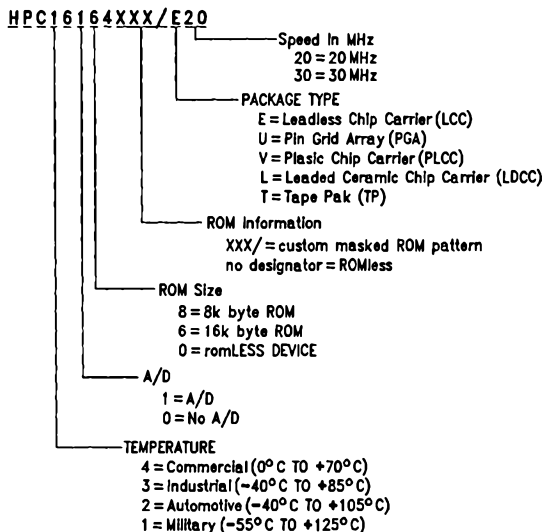 HPC16164XXX/E20
Speed In MHz
20 = 20 MHz
30 = 30 MHz
PACKAGE TYPE
E = Leadless Chip Carrier (LCC)
U = Pin Grid Array (PGA)
V = Plasic Chip Carrier (PLCC)
L = Leaded Ceramic Chip Carrier (LDCC)
T = Tape Pak (TP)
ROM Information
XXX/ = custom masked ROM pattern
no designator = ROMless
ROM Size
8 = 8k byte ROM
6 = 16k byte ROM
0 = romLESS DEVICE
A/D
1 = A/D
0 = No A/D
TEMPERATURE
4 = Commercial (0°C TO +70°C)
3 = Industrial (-40°C TO +85°C)
2 = Automotive (-40°C TO +105°C)
1 = Military (-55°C TO +125°C)